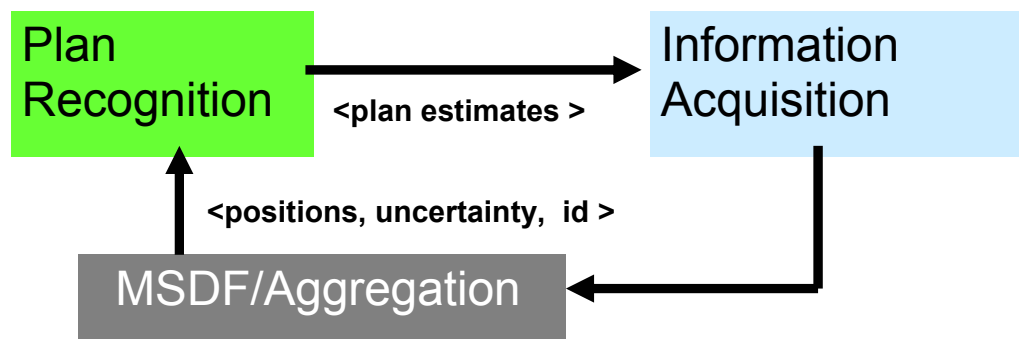 Plan
Recognition
Information
Acquisition
<plan estimates >
<positions, uncertainty,  id >
MSDF/Aggregation